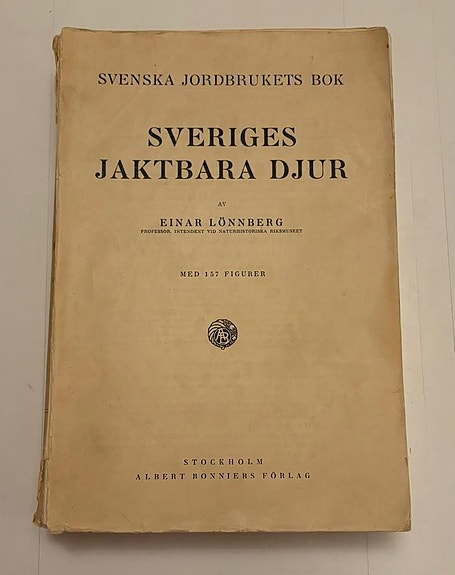 SVENSKA JORDBRUKETS BOK
SVERIGES
JAKTBARA DJUR
AV
EINAR LÖNNBERG
PROFESSOR, INTENDENT VID NATURHISTORISKA RIKSMUSEET
MED 157 FIGURER
AB
STOCKHOLM
ALBERT BONNIERS FÖRLAG